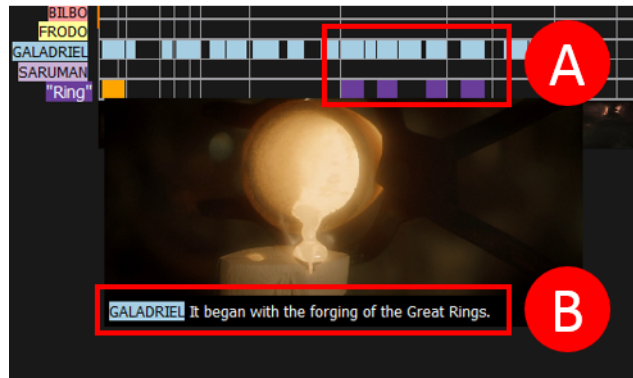 BILBO
FRODO
GALADRIEL
SARUMAN
"Ring"
A
GALADRIEL It began with the forging of the Great Rings.
B